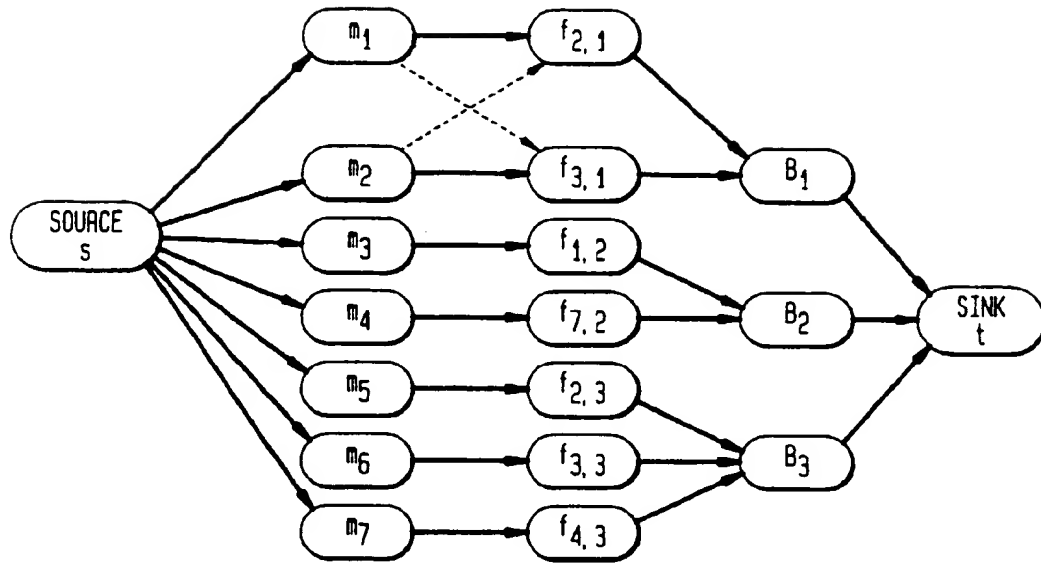 m1
f2,1
m2
f3,1
B1
SOURCE
s
m3
f1,2
m4
f7,2
B2
SINK
t
m5
f2,3
m6
f3,3
B3
m7
f4,3